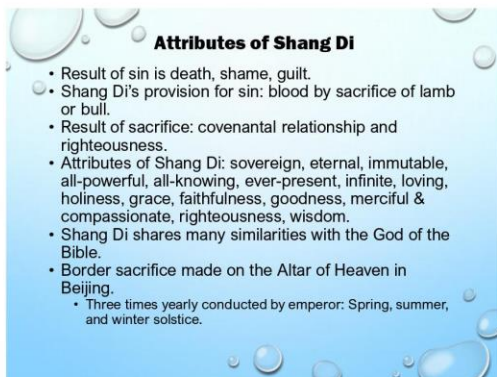 Attributes of Shang Di
• Result of sin is death, shame, guilt.
• Shang Di's provision for sin: blood by sacrifice of lamb
or bull.
• Result of sacrifice: covenantal relationship and
righteousness.
• Attributes of Shang Di: sovereign, eternal, immutable,
all-powerful, all-knowing, ever-present, infinite, loving,
holiness, grace, faithfulness, goodness, merciful &
compassionate, righteousness, wisdom.
• Shang Di shares many similarities with the God of the
Bible.
• Border sacrifice made on the Altar of Heaven in
Beijing.
• Three times yearly conducted by emperor: Spring, summer,
and winter solstice.